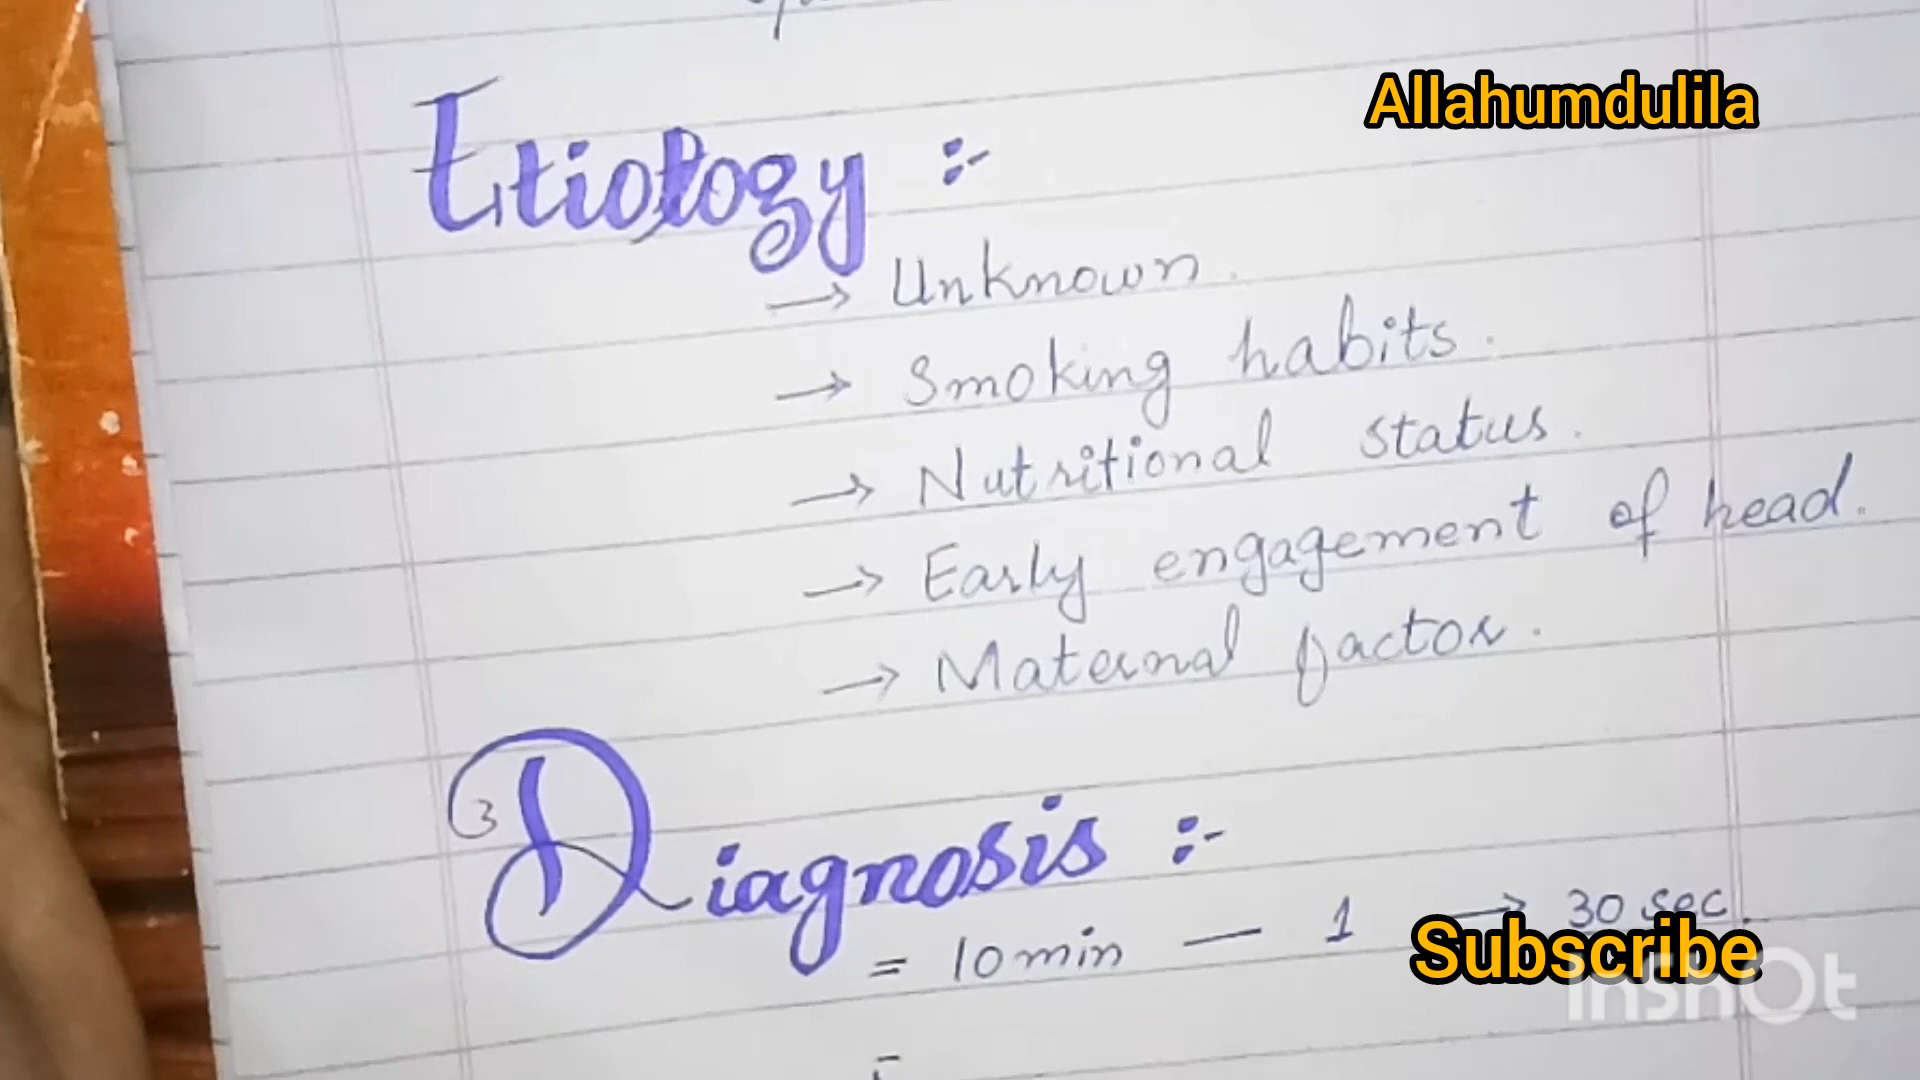 Allahumdulila
Etiology :-
→ Unknown.
→ Smoking habits.
→ Nutritional status.
→ Early engagement of head.
→ Maternal factor.
3
Diagnosis :-
= 10 min — 1 → 30 sec.
Subscribe
InShOt